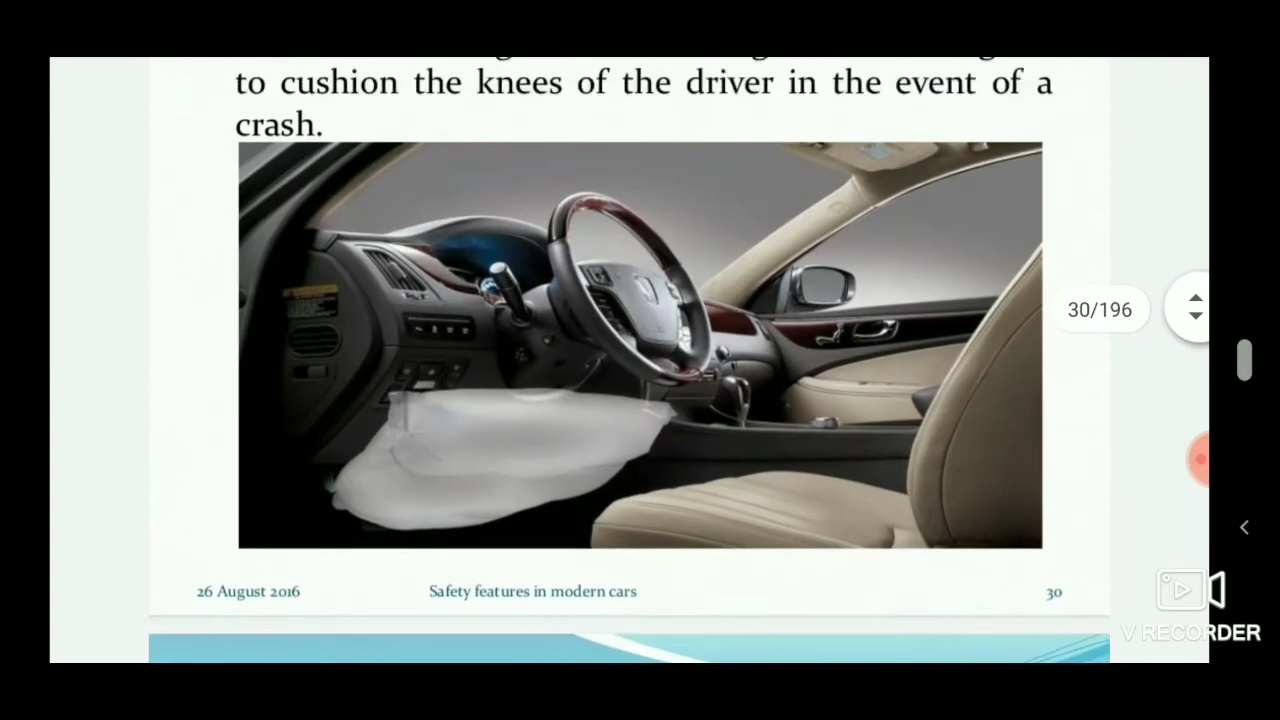 to cushion the knees of the driver in the event of a
crash.
30/196
26 August 2016
Safety features in modern cars
30
V RECORDER